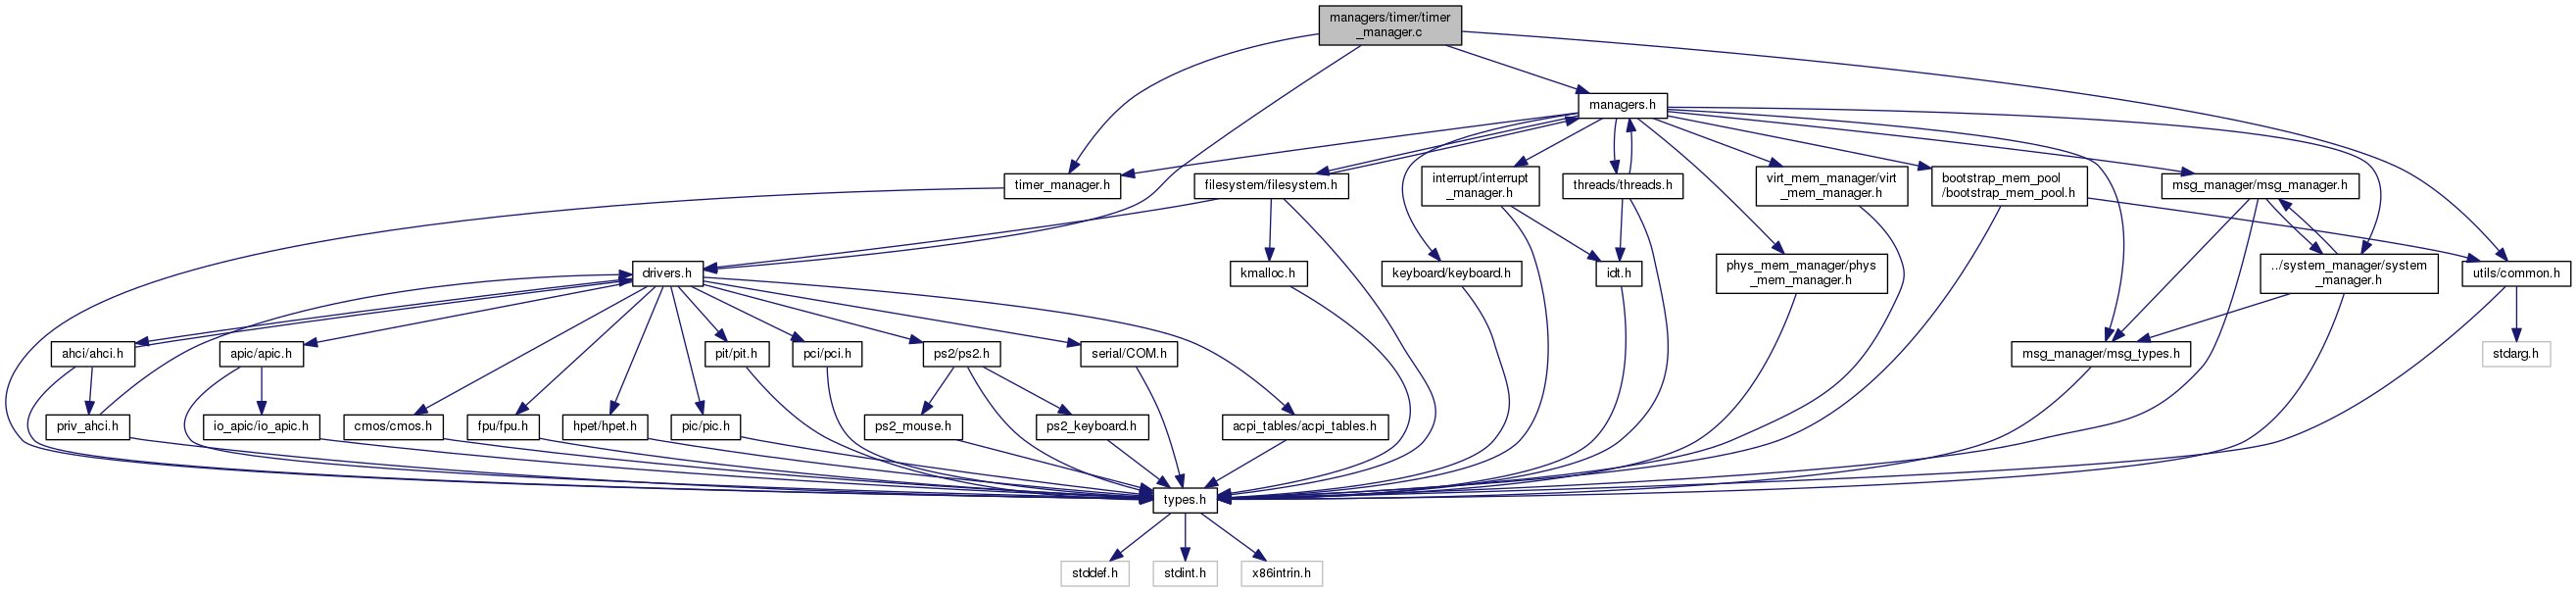 managers/timer/timer
_manager.c
managers.h
timer_manager.h
filesystem/filesystem.h
interrupt/interrupt
_manager.h
threads/threads.h
virt_mem_manager/virt
_mem_manager.h
bootstrap_mem_pool
/bootstrap_mem_pool.h
msg_manager/msg_manager.h
drivers.h
kmalloc.h
keyboard/keyboard.h
idt.h
phys_mem_manager/phys
_mem_manager.h
../system_manager/system
_manager.h
utils/common.h
ahci/ahci.h
apic/apic.h
pit/pit.h
pci/pci.h
ps2/ps2.h
serial/COM.h
msg_manager/msg_types.h
stdarg.h
priv_ahci.h
io_apic/io_apic.h
cmos/cmos.h
fpu/fpu.h
hpet/hpet.h
pic/pic.h
ps2_mouse.h
ps2_keyboard.h
acpi_tables/acpi_tables.h
types.h
stddef.h
stdint.h
x86intrin.h